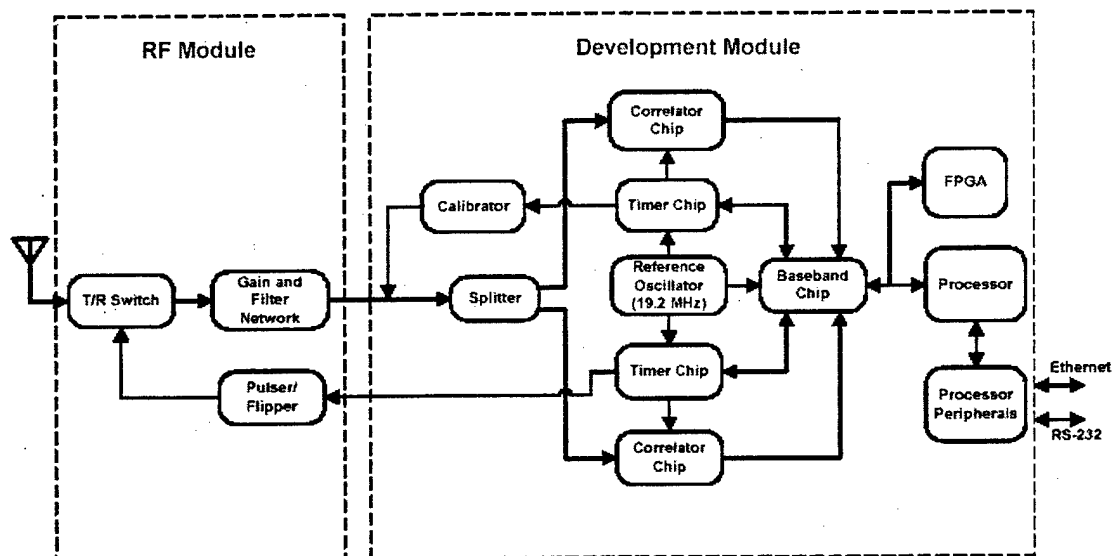 RF Module
Development Module
Correlator
Chip
FPGA
Calibrator
Timer Chip
T/R Switch
Gain and
Filter
Network
Splitter
Reference
Oscillator
(19.2 MHz)
Baseband
Chip
Processor
Pulser/
Flipper
Timer Chip
Processor
Peripherals
Ethernet
RS-232
Correlator
Chip